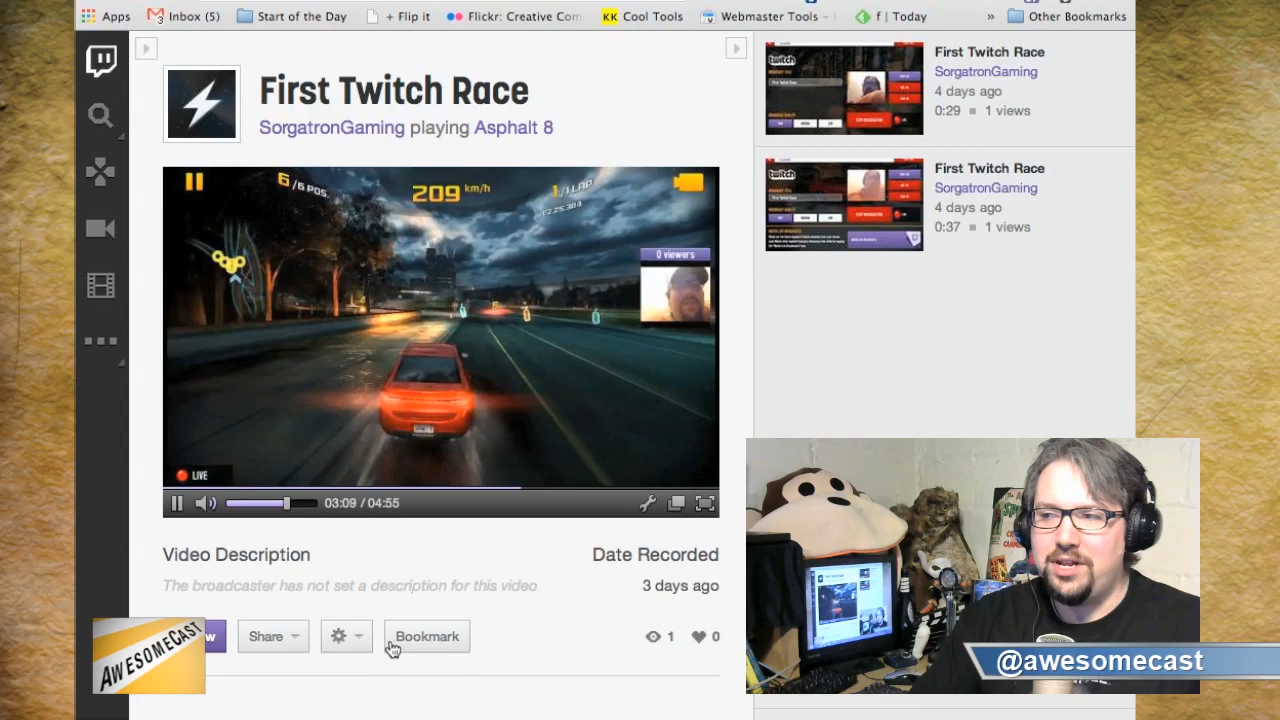 Apps Inbox (5) Start of the Day + Flip it Flickr: Creative Com KK Cool Tools Webmaster Tools - f | Today » Other Bookmarks
First Twitch Race
SorgatronGaming playing Asphalt 8
6/6 POS.
209 km/h
1/1 LAP
0 viewers
LIVE
03:09 / 04:55
Video Description
Date Recorded
The broadcaster has not set a description for this video
3 days ago
w
Share
Bookmark
1
0
First Twitch Race
SorgatronGaming
4 days ago
0:29 1 views
twitch
First Twitch Race
SorgatronGaming
4 days ago
0:37 1 views
twitch
AWESOMECAST
@awesomecast